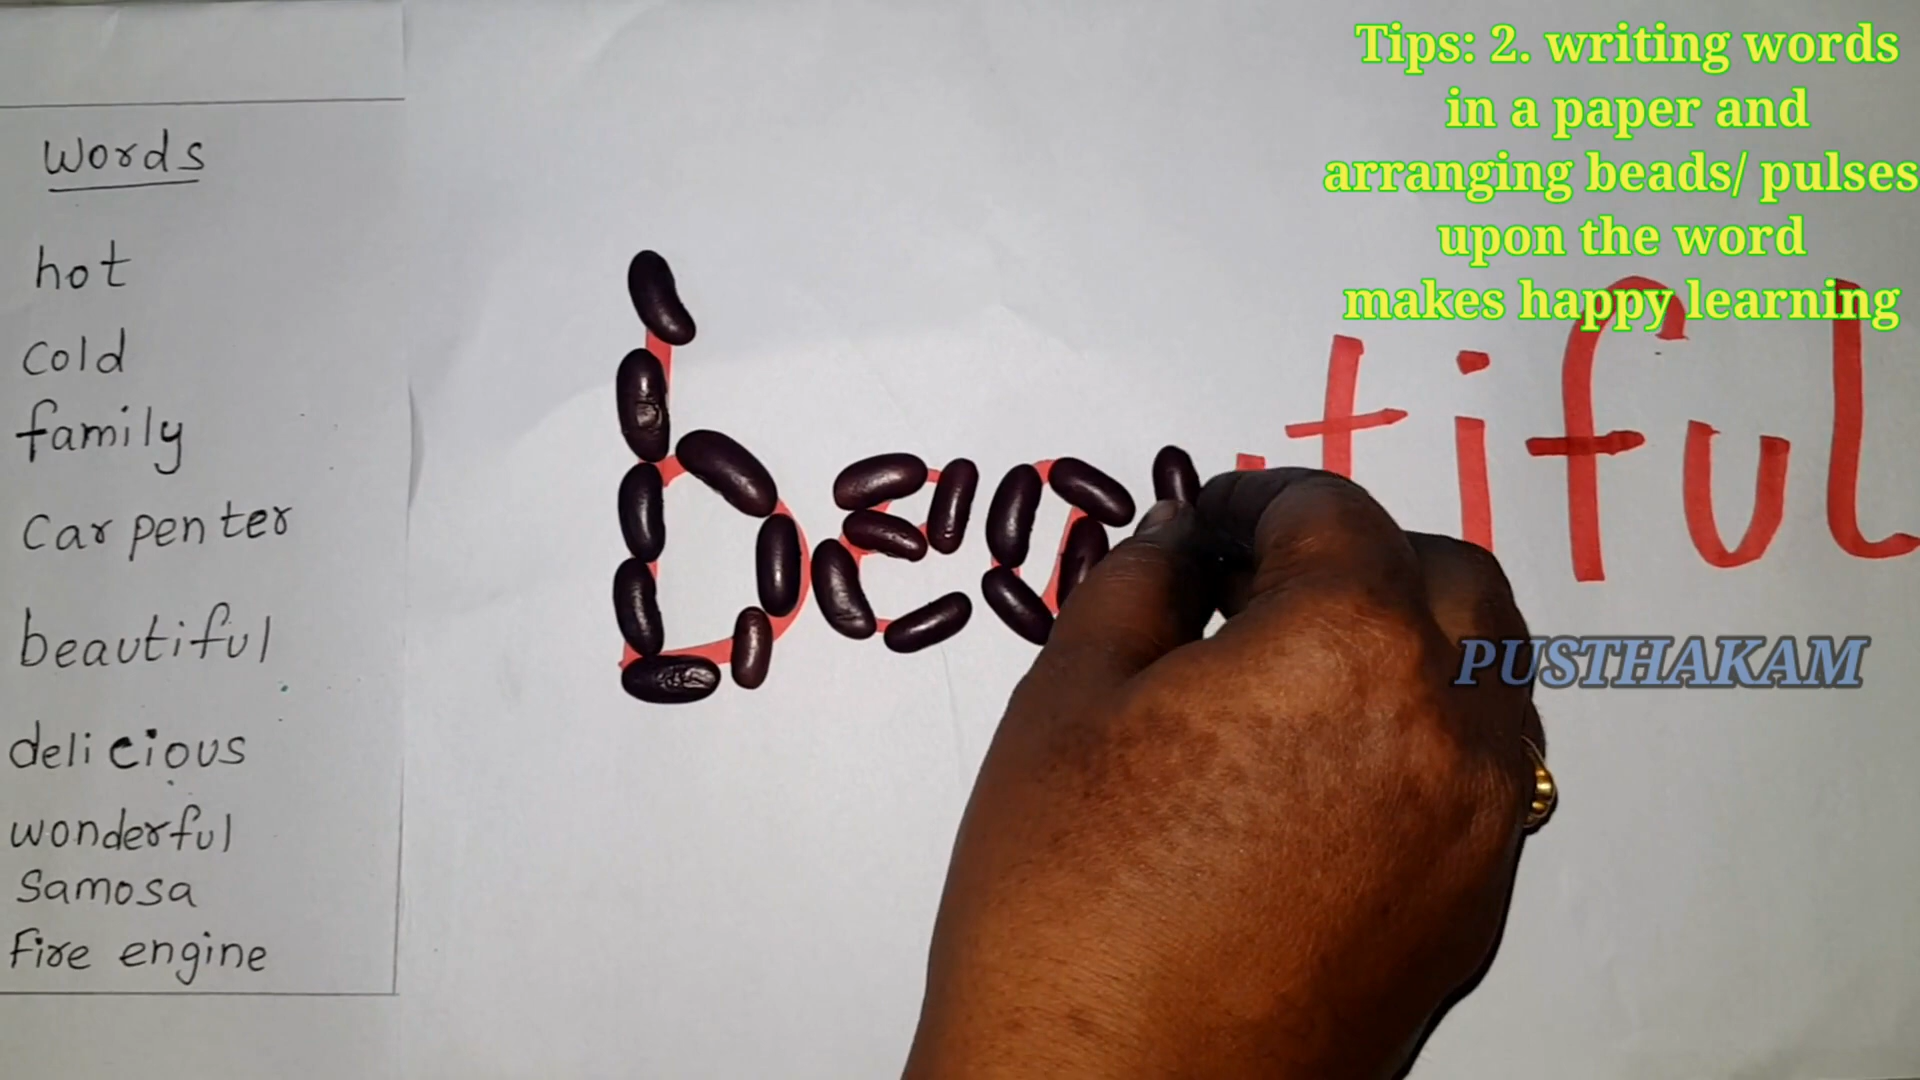 Words
hot
cold
family
Carpenter
beautiful
delicious
wonderful
Samosa
Fire engine
beautiful
Tips: 2. writing words
in a paper and
arranging beads/ pulses
upon the word
makes happy learning
PUSTHAKAM